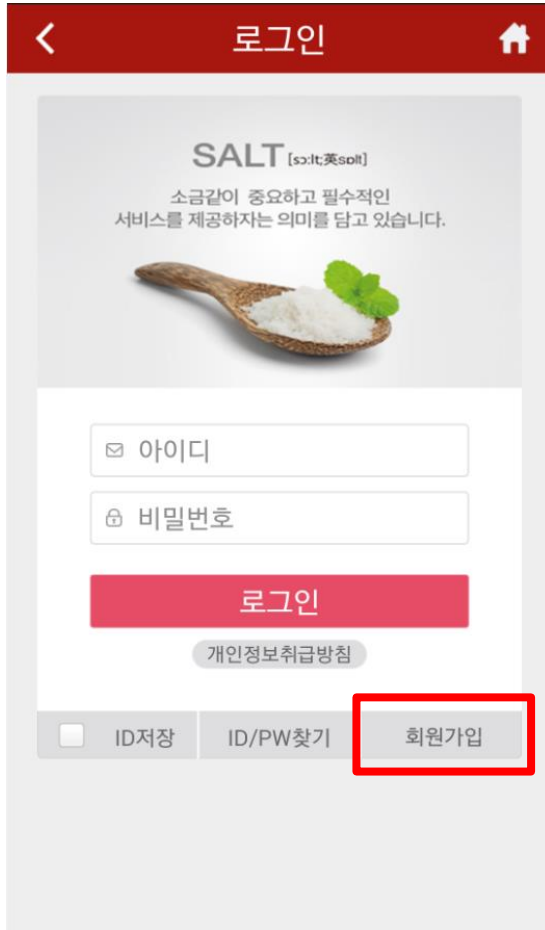 로그인
SALT [sɔːlt;英sɒlt]
소금같이 중요하고 필수적인
서비스를 제공하자는 의미를 담고 있습니다.
아이디
비밀번호
로그인
개인정보취급방침
ID저장 ID/PW찾기 회원가입